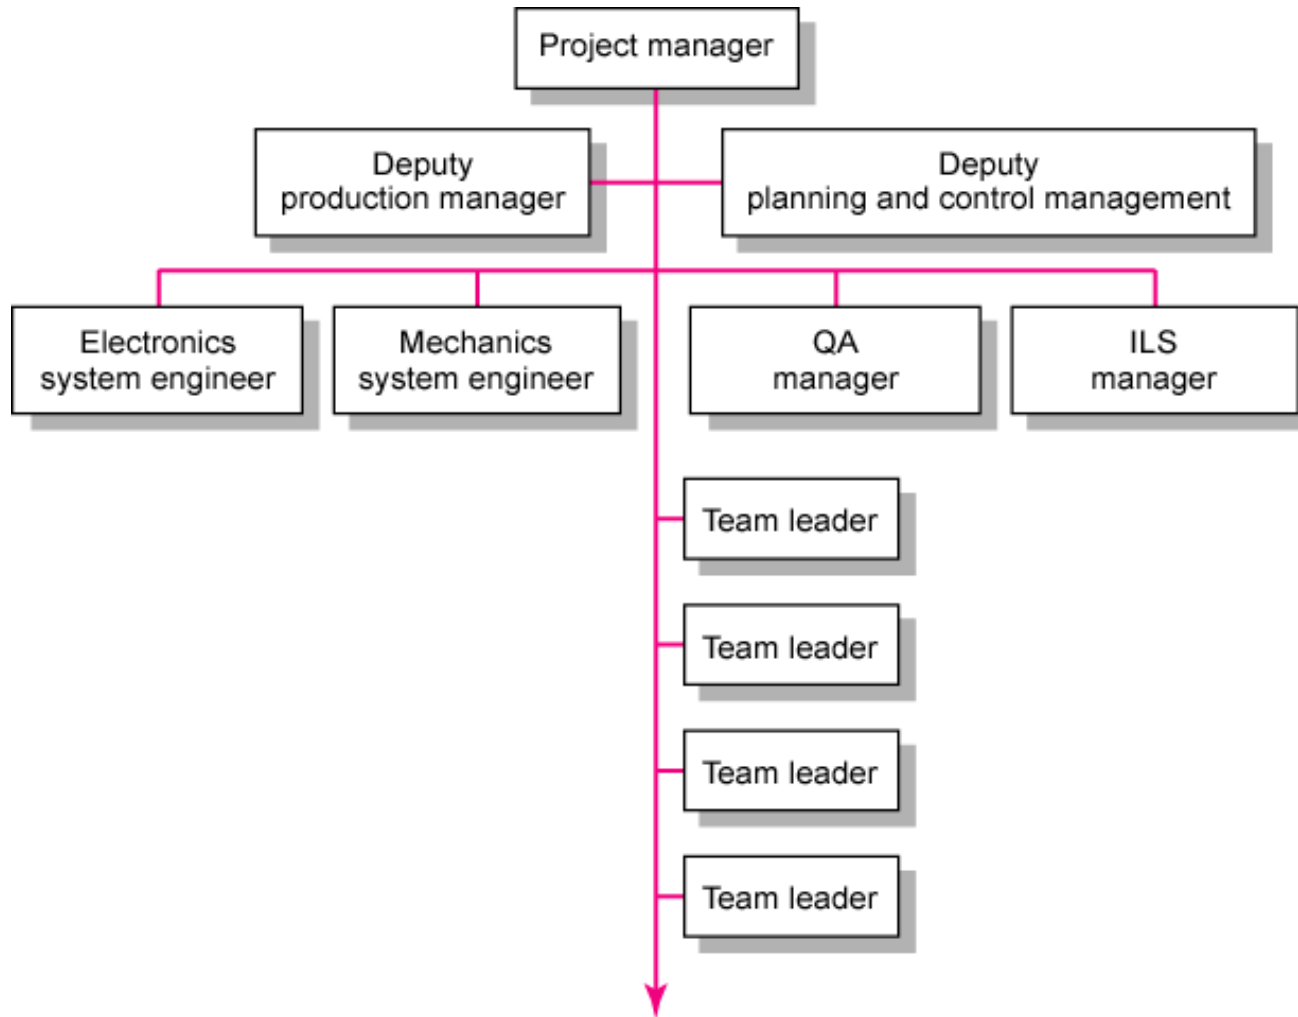 Project manager
Deputy
production manager
Deputy
planning and control management
Electronics
system engineer
Mechanics
system engineer
QA
manager
ILS
manager
Team leader
Team leader
Team leader
Team leader